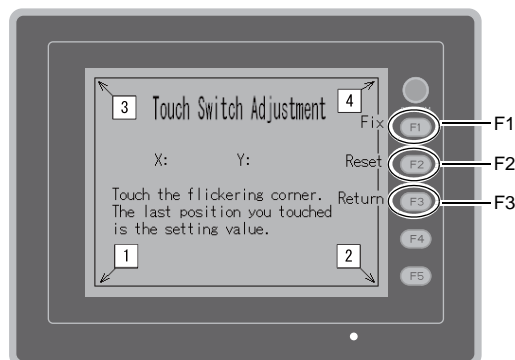 3 Touch Switch Adjustment 4
Fix F1 F1
X: Y: Reset F2 F2
Touch the flickering corner. Return F3 F3
The last position you touched
is the setting value.
F4
1 2
F5